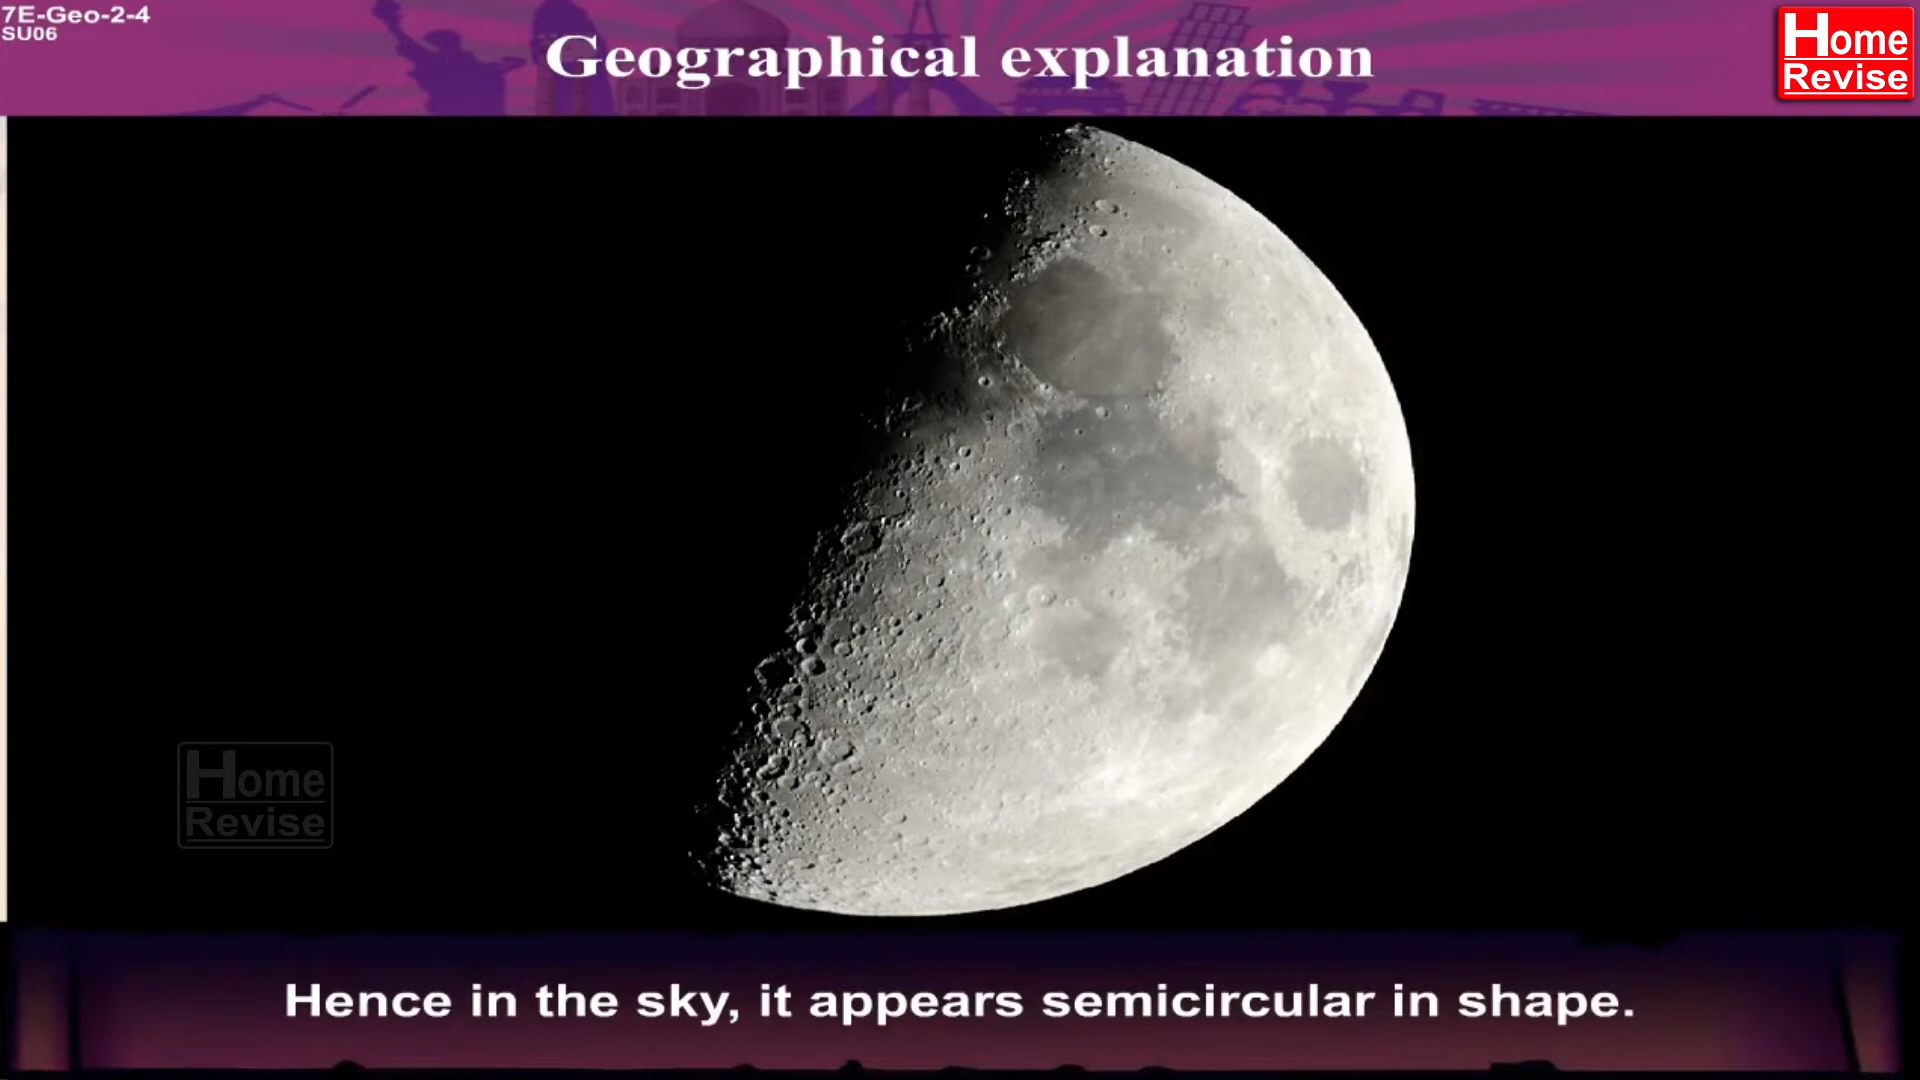 7E-Geo-2-4
SU06
Geographical explanation
Home
Revise
Home
Revise
Hence in the sky, it appears semicircular in shape.